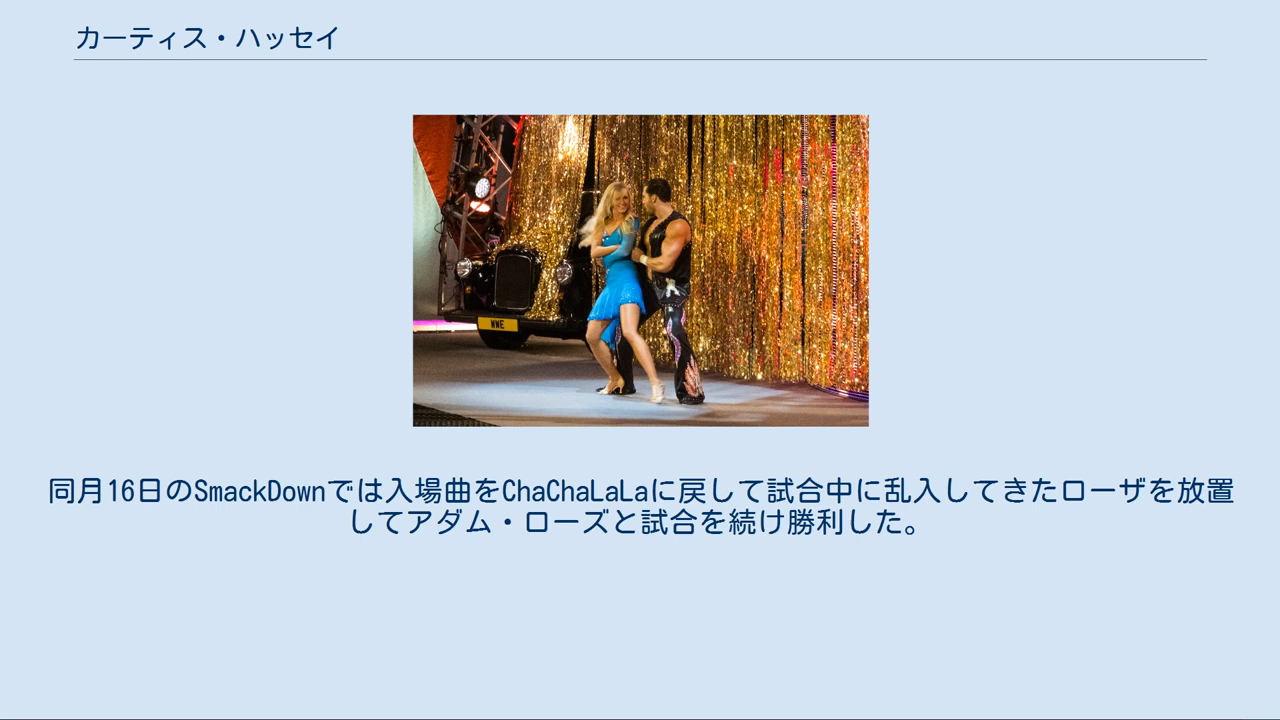 カーティス・ハッセイ
WWE
同月16日のSmackDownでは入場曲をChaChaLaLaに戻して試合中に乱入してきたローザを放置
してアダム・ローズと試合を続け勝利した。